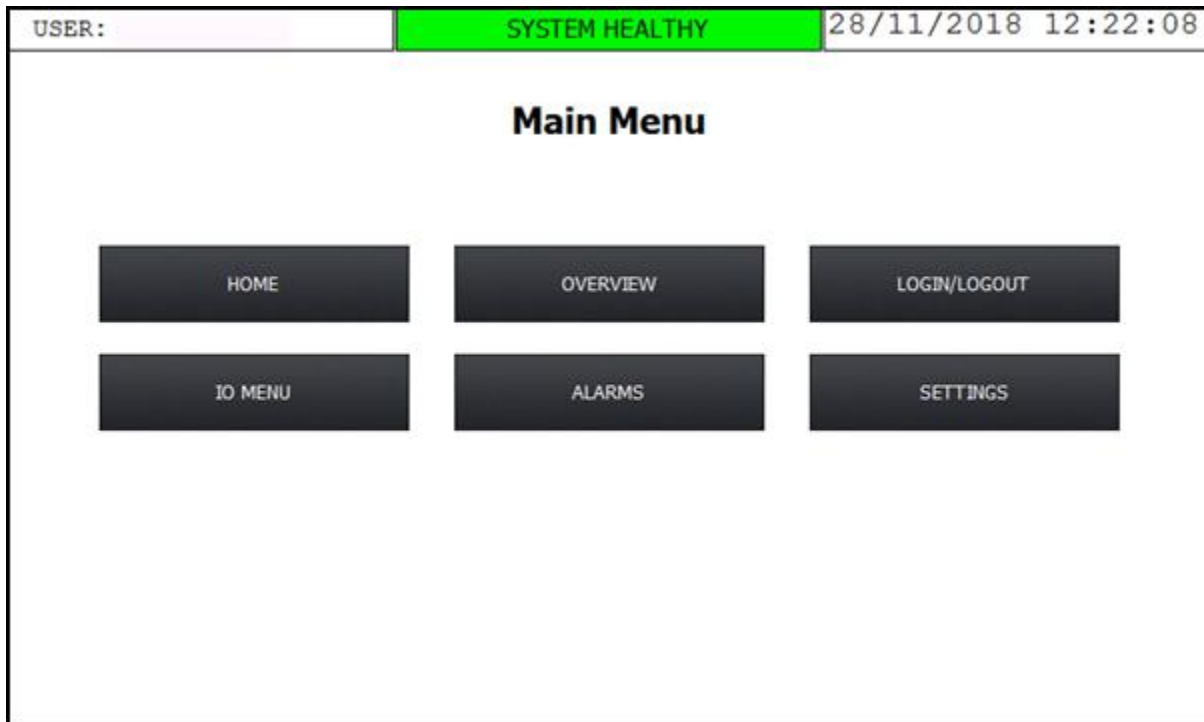 USER: SYSTEM HEALTHY 28/11/2018 12:22:08
Main Menu
HOME OVERVIEW LOGIN/LOGOUT
IO MENU ALARMS SETTINGS